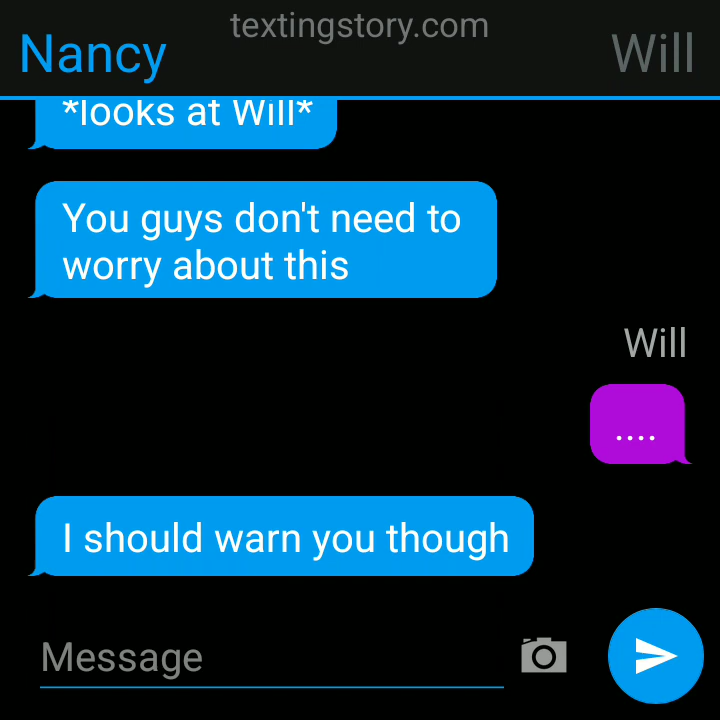 textingstory.com
Nancy
Will
*looks at Will*
You guys don't need to
worry about this
Will
....
I should warn you though
Message